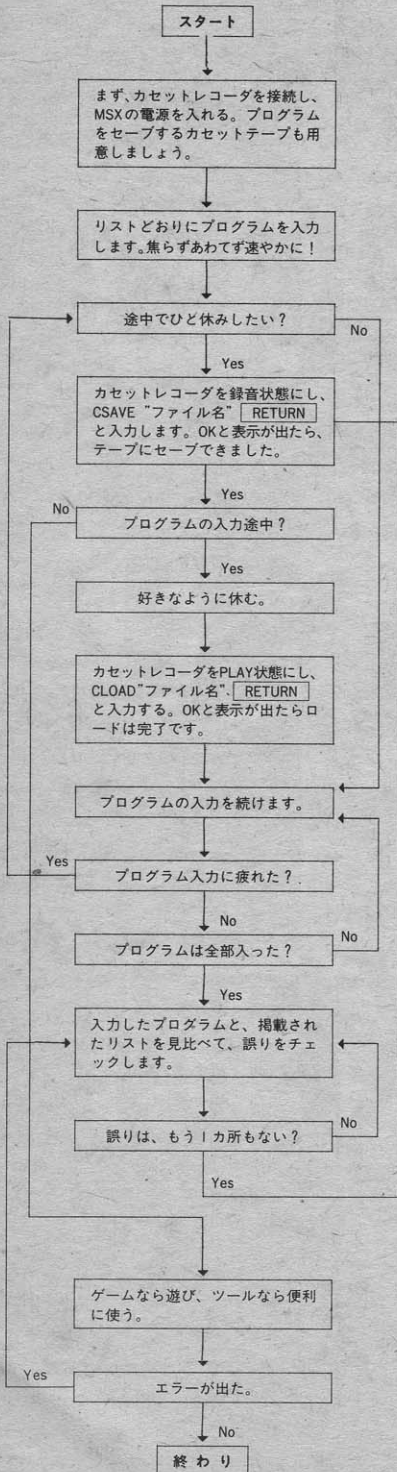 スタート
まず、カセットレコーダを接続し、
MSXの電源を入れる。プログラム
をセーブするカセットテープも用
意しましょう。
リストどおりにプログラムを入力
します。焦らずあわてず速やかに！
途中でひと休みしたい？
No
Yes
カセットレコーダを録音状態にし、
CSAVE "ファイル名" RETURN
と入力します。OKと表示が出たら、
テープにセーブできました。
Yes
No
プログラムの入力途中？
Yes
好きなように休む。
カセットレコーダをPLAY状態にし、
CLOAD"ファイル名"、RETURN
と入力する。OKと表示が出たらロ
ードは完了です。
プログラムの入力を続けます。
Yes
プログラム入力に疲れた？
No
プログラムは全部入った？
No
Yes
入力したプログラムと、掲載され
たリストを見比べて、誤りをチェ
ックします。
誤りは、もう1カ所もない？
No
Yes
ゲームなら遊び、ツールなら便利
に使う。
Yes
エラーが出た。
No
終わり